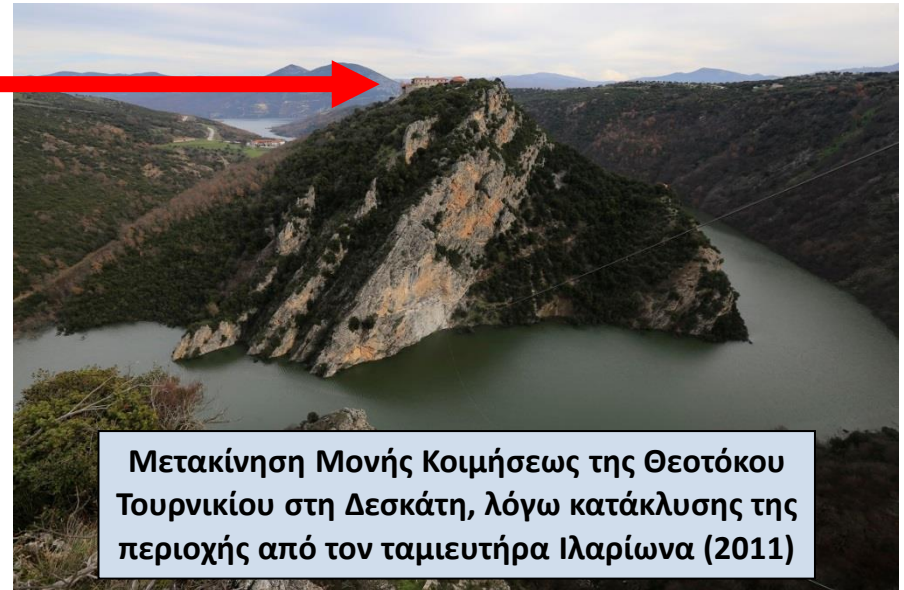 Μετακίνηση Μονής Κοιμήσεως της Θεοτόκου
Τουρνικίου στη Δεσκάτη, λόγω κατάκλυσης της
περιοχής από τον ταμιευτήρα Ιλαρίωνα (2011)